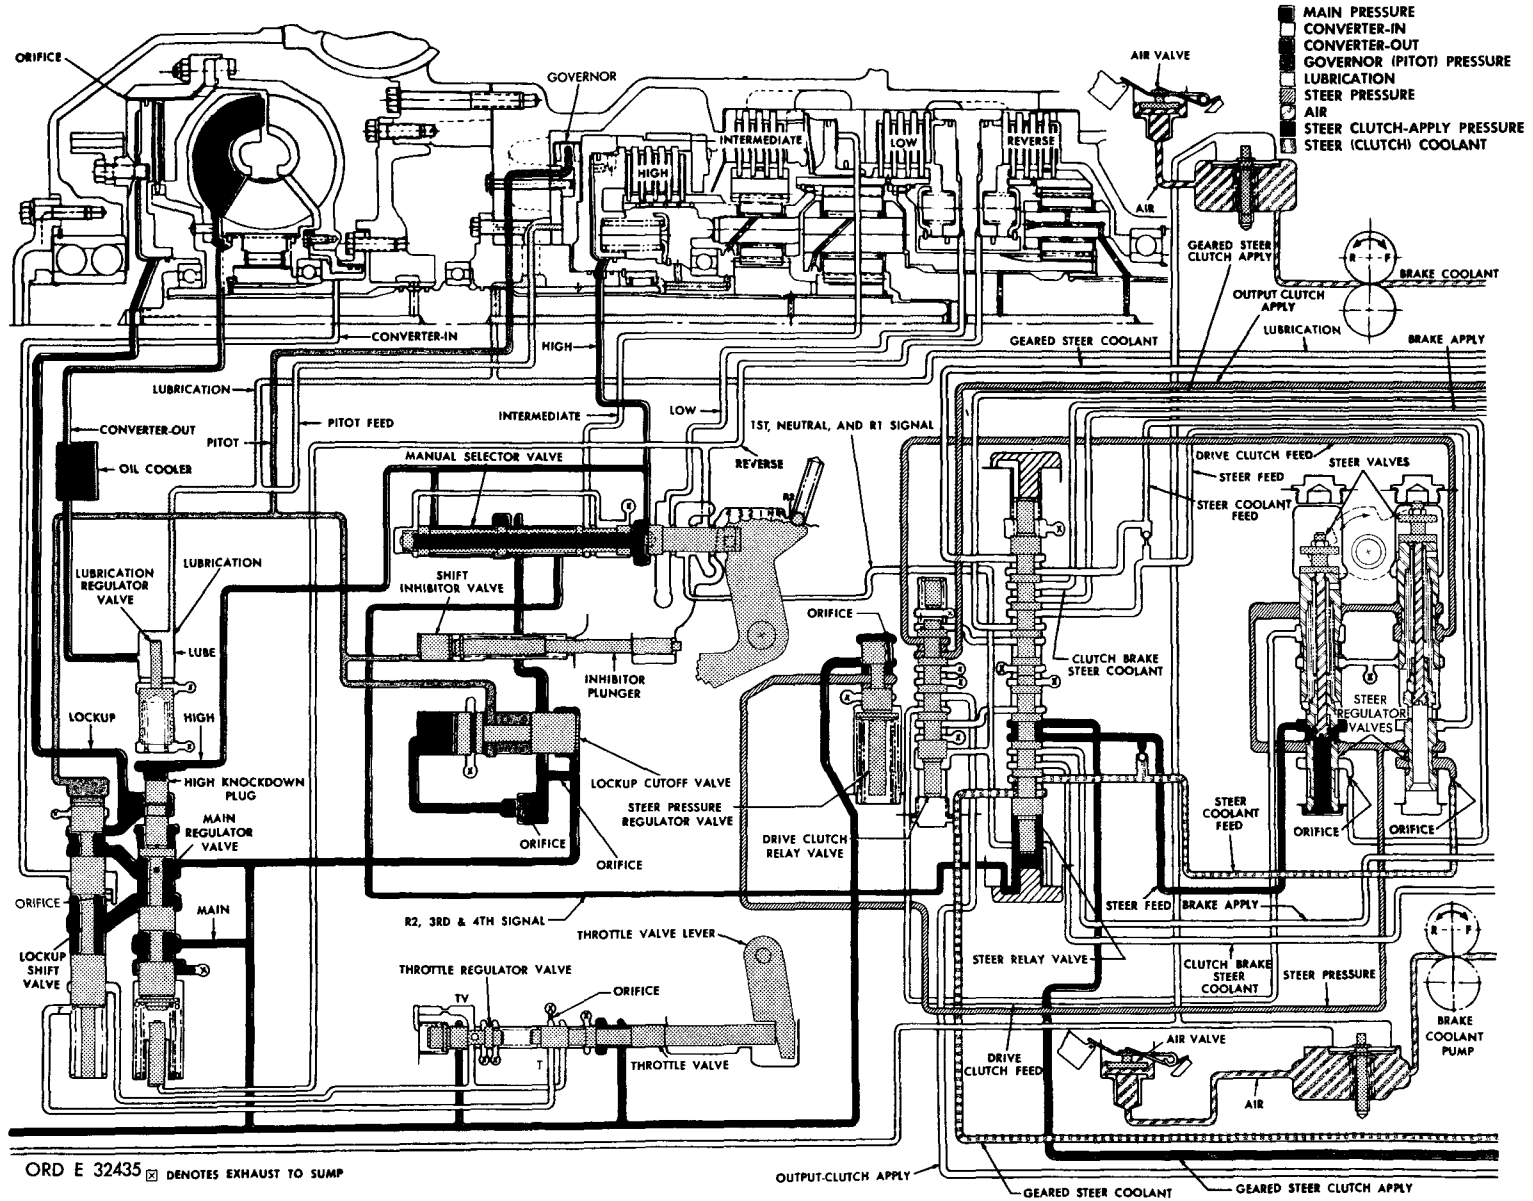 MAIN PRESSURE
CONVERTER-IN
CONVERTER-OUT
GOVERNOR (PITOT) PRESSURE
LUBRICATION
STEER PRESSURE
AIR
STEER CLUTCH-APPLY PRESSURE
STEER (CLUTCH) COOLANT
ORIFICE
GOVERNOR
AIR VALVE
INTERMEDIATE
LOW
REVERSE
HIGH
AIR
GEARED STEER
CLUTCH APPLY
R F
BRAKE COOLANT
OUTPUT CLUTCH
APPLY
LUBRICATION
CONVERTER-IN
HIGH
GEARED STEER COOLANT
BRAKE APPLY
LUBRICATION
INTERMEDIATE
LOW
PITOT FEED
CONVERTER-OUT
PITOT
1ST, NEUTRAL, AND R1 SIGNAL
MANUAL SELECTOR VALVE
REVERSE
DRIVE CLUTCH FEED
OIL COOLER
STEER FEED
STEER VALVES
STEER COOLANT
FEED
R2
4 3 2 1 N R1
LUBRICATION
REGULATOR
VALVE
LUBRICATION
SHIFT
INHIBITOR VALVE
ORIFICE
LUBE
INHIBITOR
PLUNGER
CLUTCH BRAKE
STEER COOLANT
STEER
REGULATOR
VALVES
LOCKUP
HIGH
HIGH KNOCKDOWN
PLUG
LOCKUP CUTOFF VALVE
STEER PRESSURE
REGULATOR VALVE
MAIN
REGULATOR
VALVE
ORIFICE
ORIFICE
DRIVE CLUTCH
RELAY VALVE
STEER
COOLANT
FEED
ORIFICE
ORIFICE
ORIFICE
MAIN
R2, 3RD & 4TH SIGNAL
STEER FEED
BRAKE APPLY
LOCKUP
SHIFT
VALVE
THROTTLE VALVE LEVER
THROTTLE REGULATOR VALVE
STEER RELAY VALVE
CLUTCH BRAKE
STEER
COOLANT
STEER PRESSURE
R F
TV
ORIFICE
BRAKE
COOLANT
PUMP
T
THROTTLE VALVE
DRIVE
CLUTCH FEED
AIR VALVE
AIR
ORD E 32435
X DENOTES EXHAUST TO SUMP
OUTPUT-CLUTCH APPLY
GEARED STEER COOLANT
GEARED STEER CLUTCH APPLY